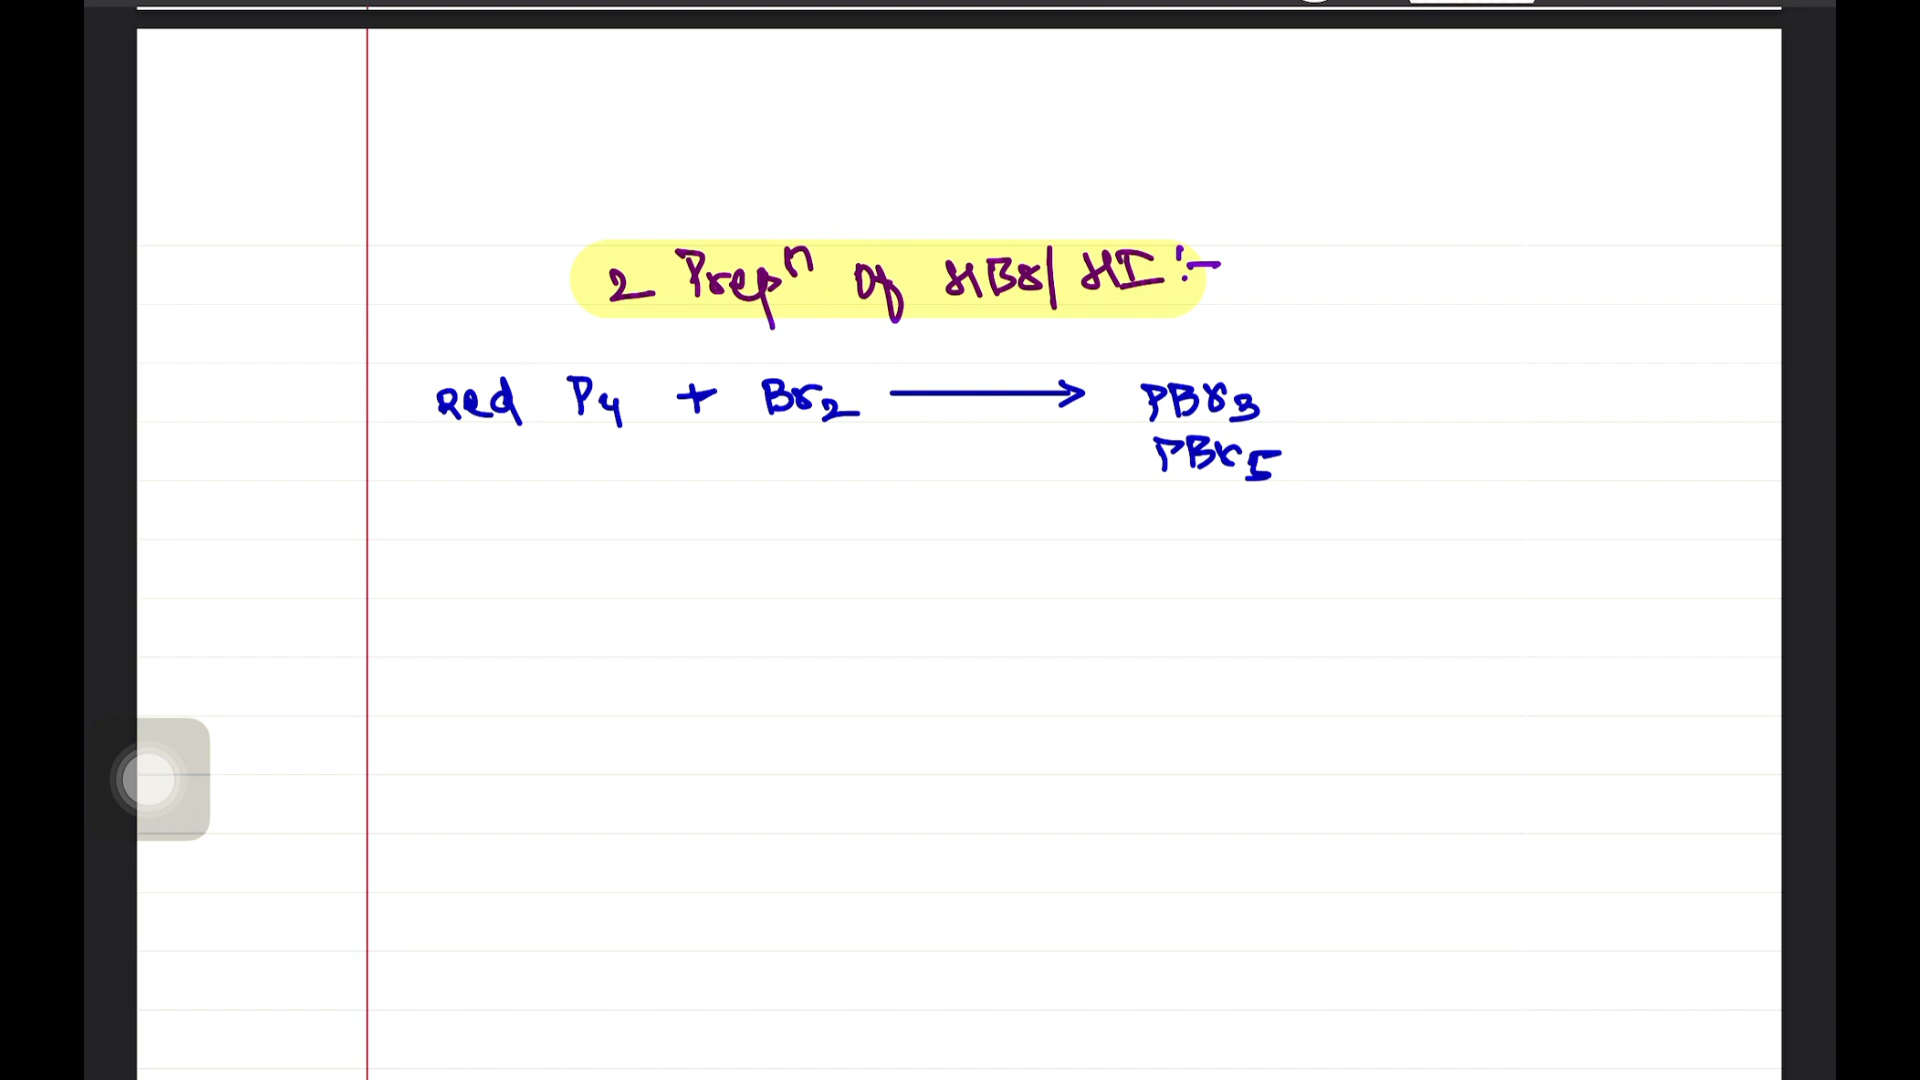 2 Prepⁿ of HBr/ HI :-
red P4 + Br2 ⟶ PBr3
PBr5